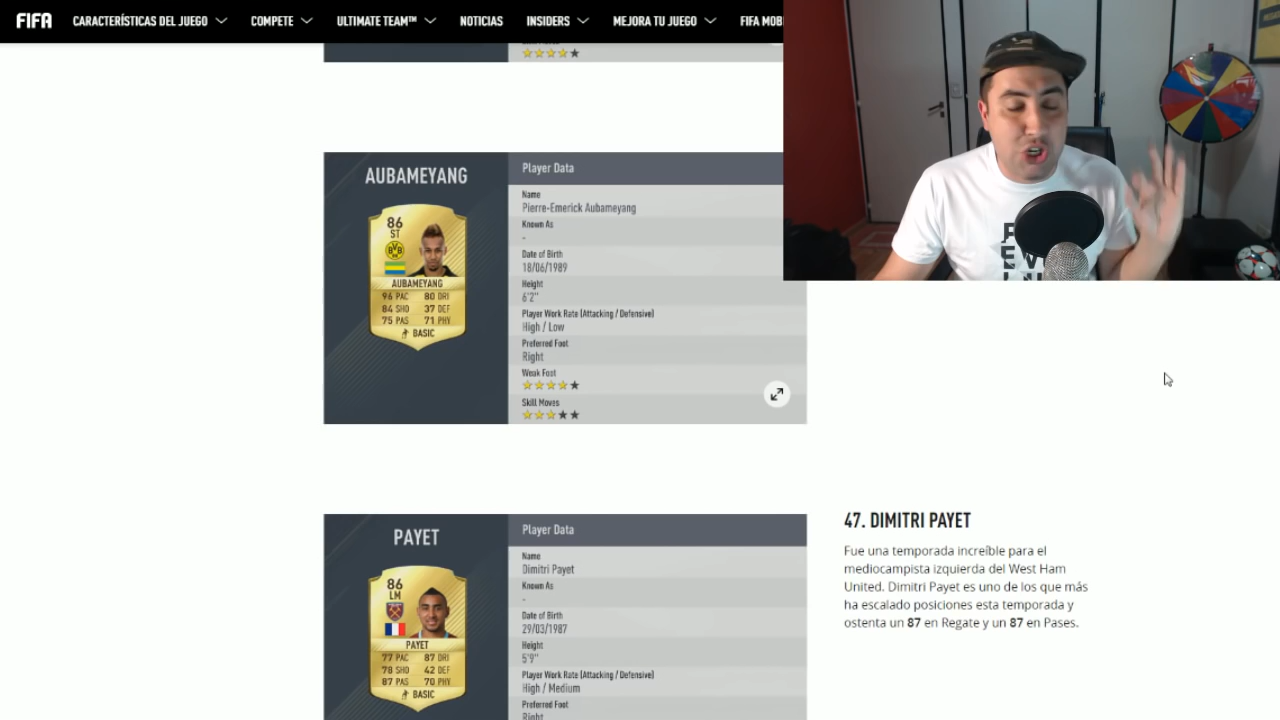 FIFA CARACTERÍSTICAS DEL JUEGO COMPETE ULTIMATE TEAM™ NOTICIAS INSIDERS MEJORA TU JUEGO FIFA MOB
AUBAMEYANG
86
ST
AUBAMEYANG
96 PAC 80 DRI
84 SHO 37 DEF
75 PAS 71 PHY
BASIC
Player Data
Name
Pierre-Emerick Aubameyang
Known As
-
Date of Birth
18/06/1989
Height
6'2"
Player Work Rate (Attacking / Defensive)
High / Low
Preferred Foot
Right
Weak Foot
Skill Moves
PAYET
86
LM
PAYET
77 PAC 87 DRI
78 SHO 42 DEF
87 PAS 70 PHY
BASIC
Player Data
Name
Dimitri Payet
Known As
-
Date of Birth
29/03/1987
Height
5'9"
Player Work Rate (Attacking / Defensive)
High / Medium
Preferred Foot
Right
47. DIMITRI PAYET
Fue una temporada increíble para el
mediocampista izquierda del West Ham
United. Dimitri Payet es uno de los que más
ha escalado posiciones esta temporada y
ostenta un 87 en Regate y un 87 en Pases.